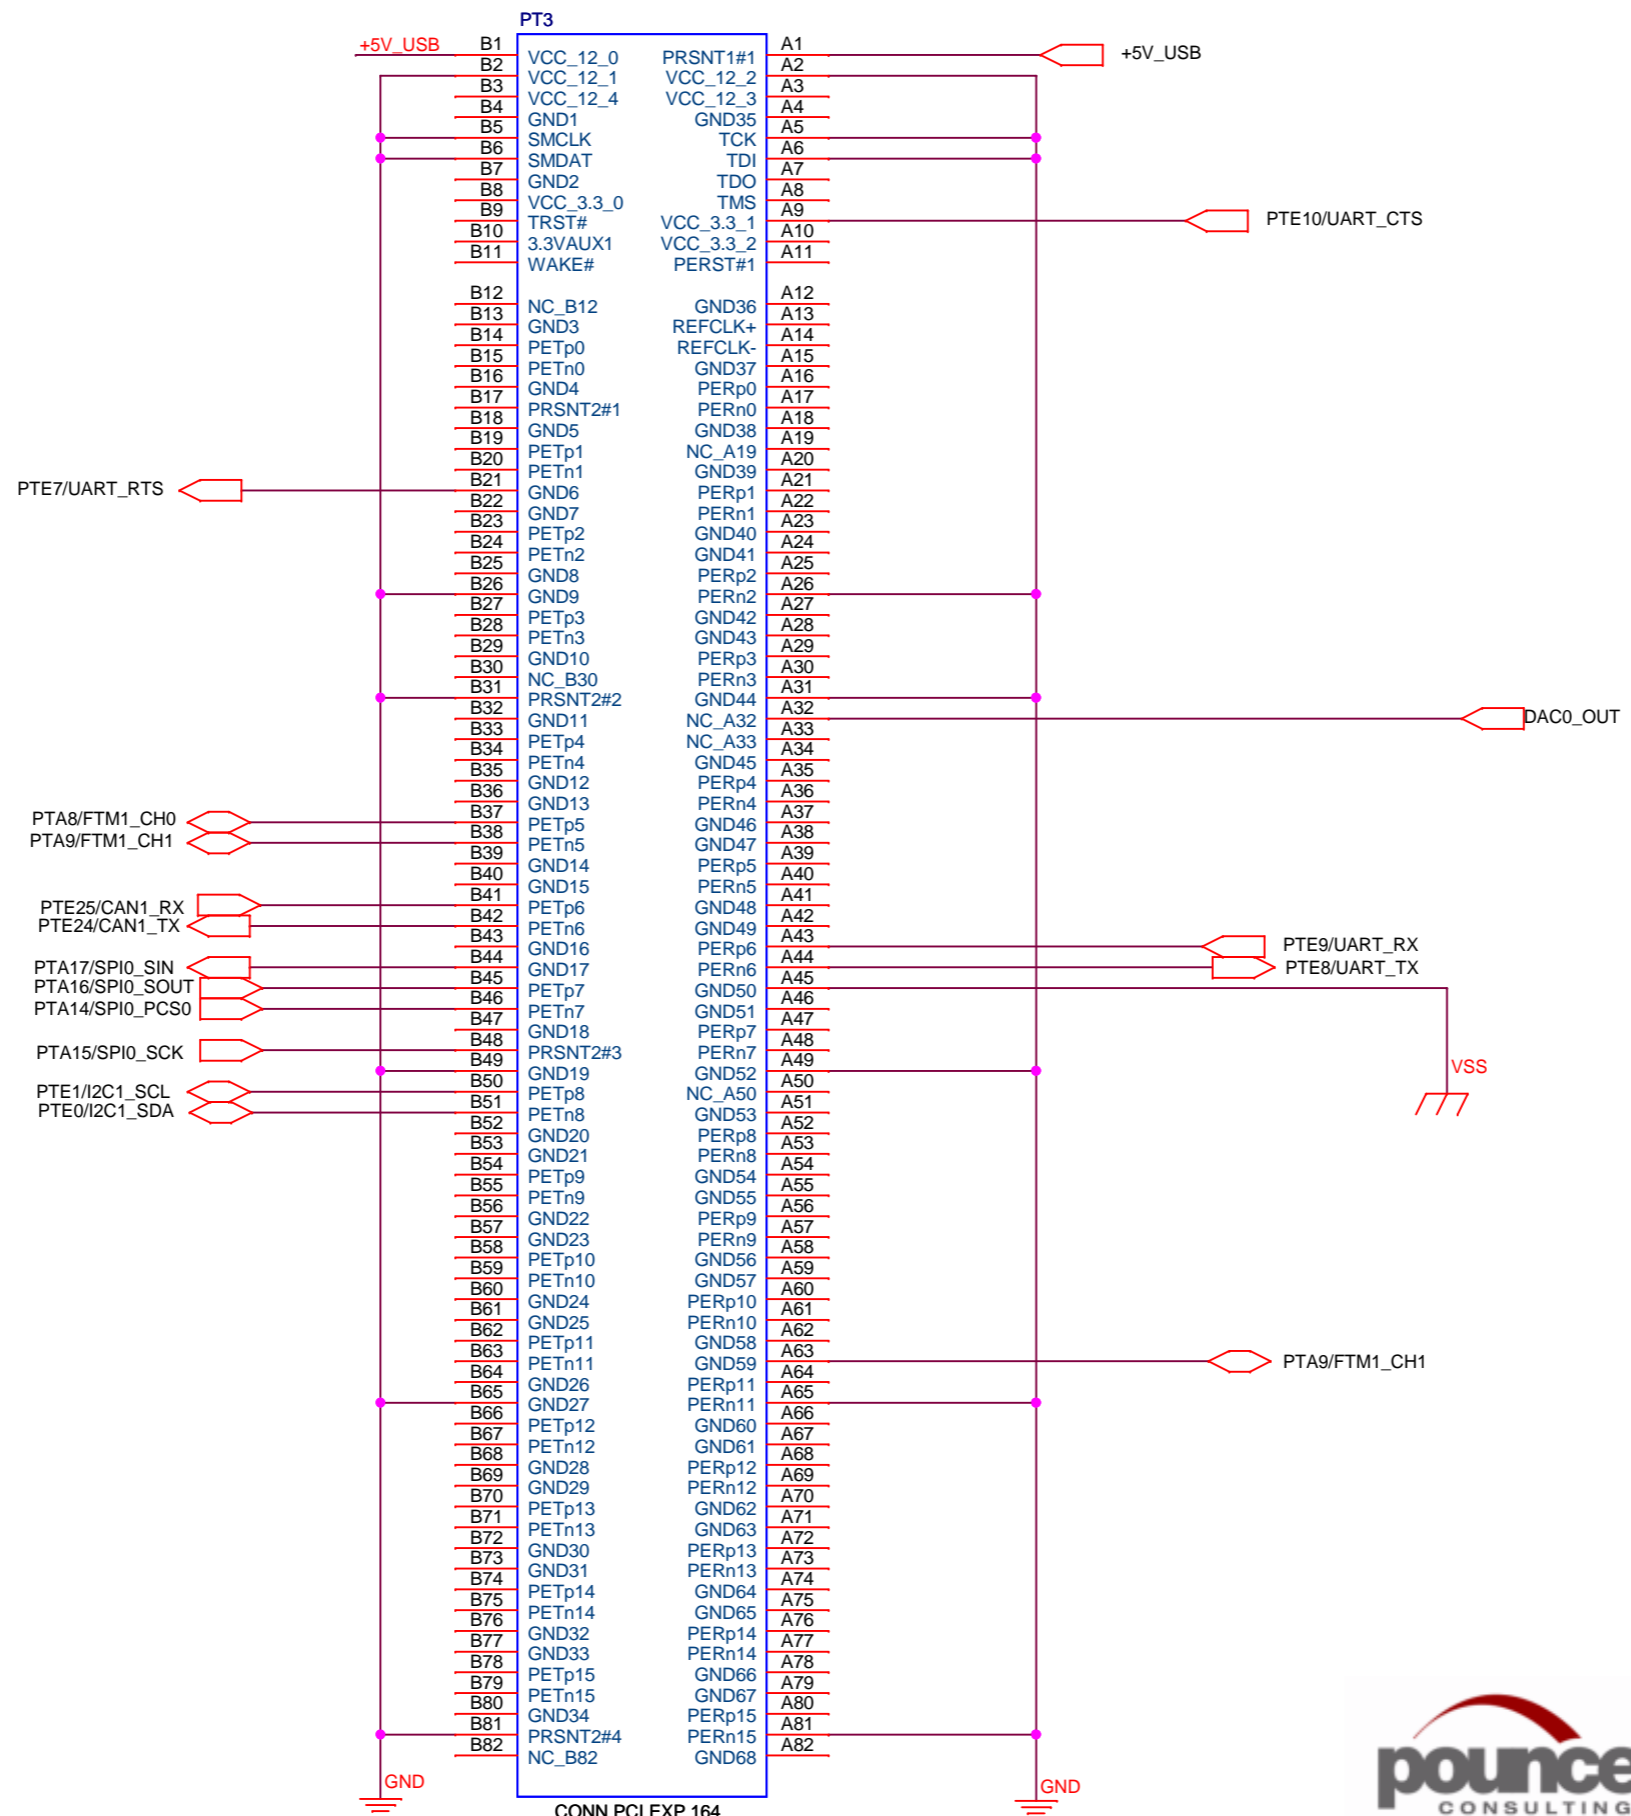 PT3
+5V_USB B1 VCC_12_0 PRSNT1#1 A1 +5V_USB
B2 VCC_12_1 VCC_12_2 A2
B3 VCC_12_4 VCC_12_3 A3
B4 GND1 GND35 A4
B5 SMCLK TCK A5
B6 SMDAT TDI A6
B7 GND2 TDO A7
B8 VCC_3.3_0 TMS A8
B9 TRST# VCC_3.3_1 A9 PTE10/UART_CTS
B10 3.3VAUX1 VCC_3.3_2 A10
B11 WAKE# PERST#1 A11
B12 NC_B12 GND36 A12
B13 GND3 REFCLK+ A13
B14 PETp0 REFCLK- A14
B15 PETn0 GND37 A15
B16 GND4 PERp0 A16
B17 PRSNT2#1 PERn0 A17
B18 GND5 GND38 A18
B19 PETp1 NC_A19 A19
B20 PETn1 GND39 A20
PTE7/UART_RTS B21 GND6 PERp1 A21
B22 GND7 PERn1 A22
B23 PETp2 GND40 A23
B24 PETn2 GND41 A24
B25 GND8 PERp2 A25
B26 GND9 PERn2 A26
B27 PETp3 GND42 A27
B28 PETn3 GND43 A28
B29 GND10 PERp3 A29
B30 NC_B30 PERn3 A30
B31 PRSNT2#2 GND44 A31
B32 GND11 NC_A32 A32 DAC0_OUT
B33 PETp4 NC_A33 A33
B34 PETn4 GND45 A34
B35 GND12 PERp4 A35
B36 GND13 PERn4 A36
PTA8/FTM1_CH0 B37 PETp5 GND46 A37
PTA9/FTM1_CH1 B38 PETn5 GND47 A38
B39 GND14 PERp5 A39
B40 GND15 PERn5 A40
PTE25/CAN1_RX B41 PETp6 GND48 A41
PTE24/CAN1_TX B42 PETn6 GND49 A42
B43 GND16 PERp6 A43 PTE9/UART_RX
PTA17/SPI0_SIN B44 GND17 PERn6 A44 PTE8/UART_TX
PTA16/SPI0_SOUT B45 PETp7 GND50 A45
PTA14/SPI0_PCS0 B46 PETn7 GND51 A46
B47 GND18 PERp7 A47
PTA15/SPI0_SCK B48 PRSNT2#3 PERn7 A48
B49 GND19 GND52 A49 VSS
PTE1/I2C1_SCL B50 PETp8 NC_A50 A50
PTE0/I2C1_SDA B51 PETn8 GND53 A51
B52 GND20 PERp8 A52
B53 GND21 PERn8 A53
B54 PETp9 GND54 A54
B55 PETn9 GND55 A55
B56 GND22 PERp9 A56
B57 GND23 PERn9 A57
B58 PETp10 GND56 A58
B59 PETn10 GND57 A59
B60 GND24 PERp10 A60
B61 GND25 PERn10 A61
B62 PETp11 GND58 A62
B63 PETn11 GND59 A63 PTA9/FTM1_CH1
B64 GND26 PERp11 A64
B65 GND27 PERn11 A65
B66 PETp12 GND60 A66
B67 PETn12 GND61 A67
B68 GND28 PERp12 A68
B69 GND29 PERn12 A69
B70 PETp13 GND62 A70
B71 PETn13 GND63 A71
B72 GND30 PERp13 A72
B73 GND31 PERn13 A73
B74 PETp14 GND64 A74
B75 PETn14 GND65 A75
B76 GND32 PERp14 A76
B77 GND33 PERn14 A77
B78 PETp15 GND66 A78
B79 PETn15 GND67 A79
B80 GND34 PERp15 A80
B81 PRSNT2#4 PERn15 A81
B82 NC_B82 GND68 A82
GND GND
CONN PCI EXP 164
pounce
CONSULTING